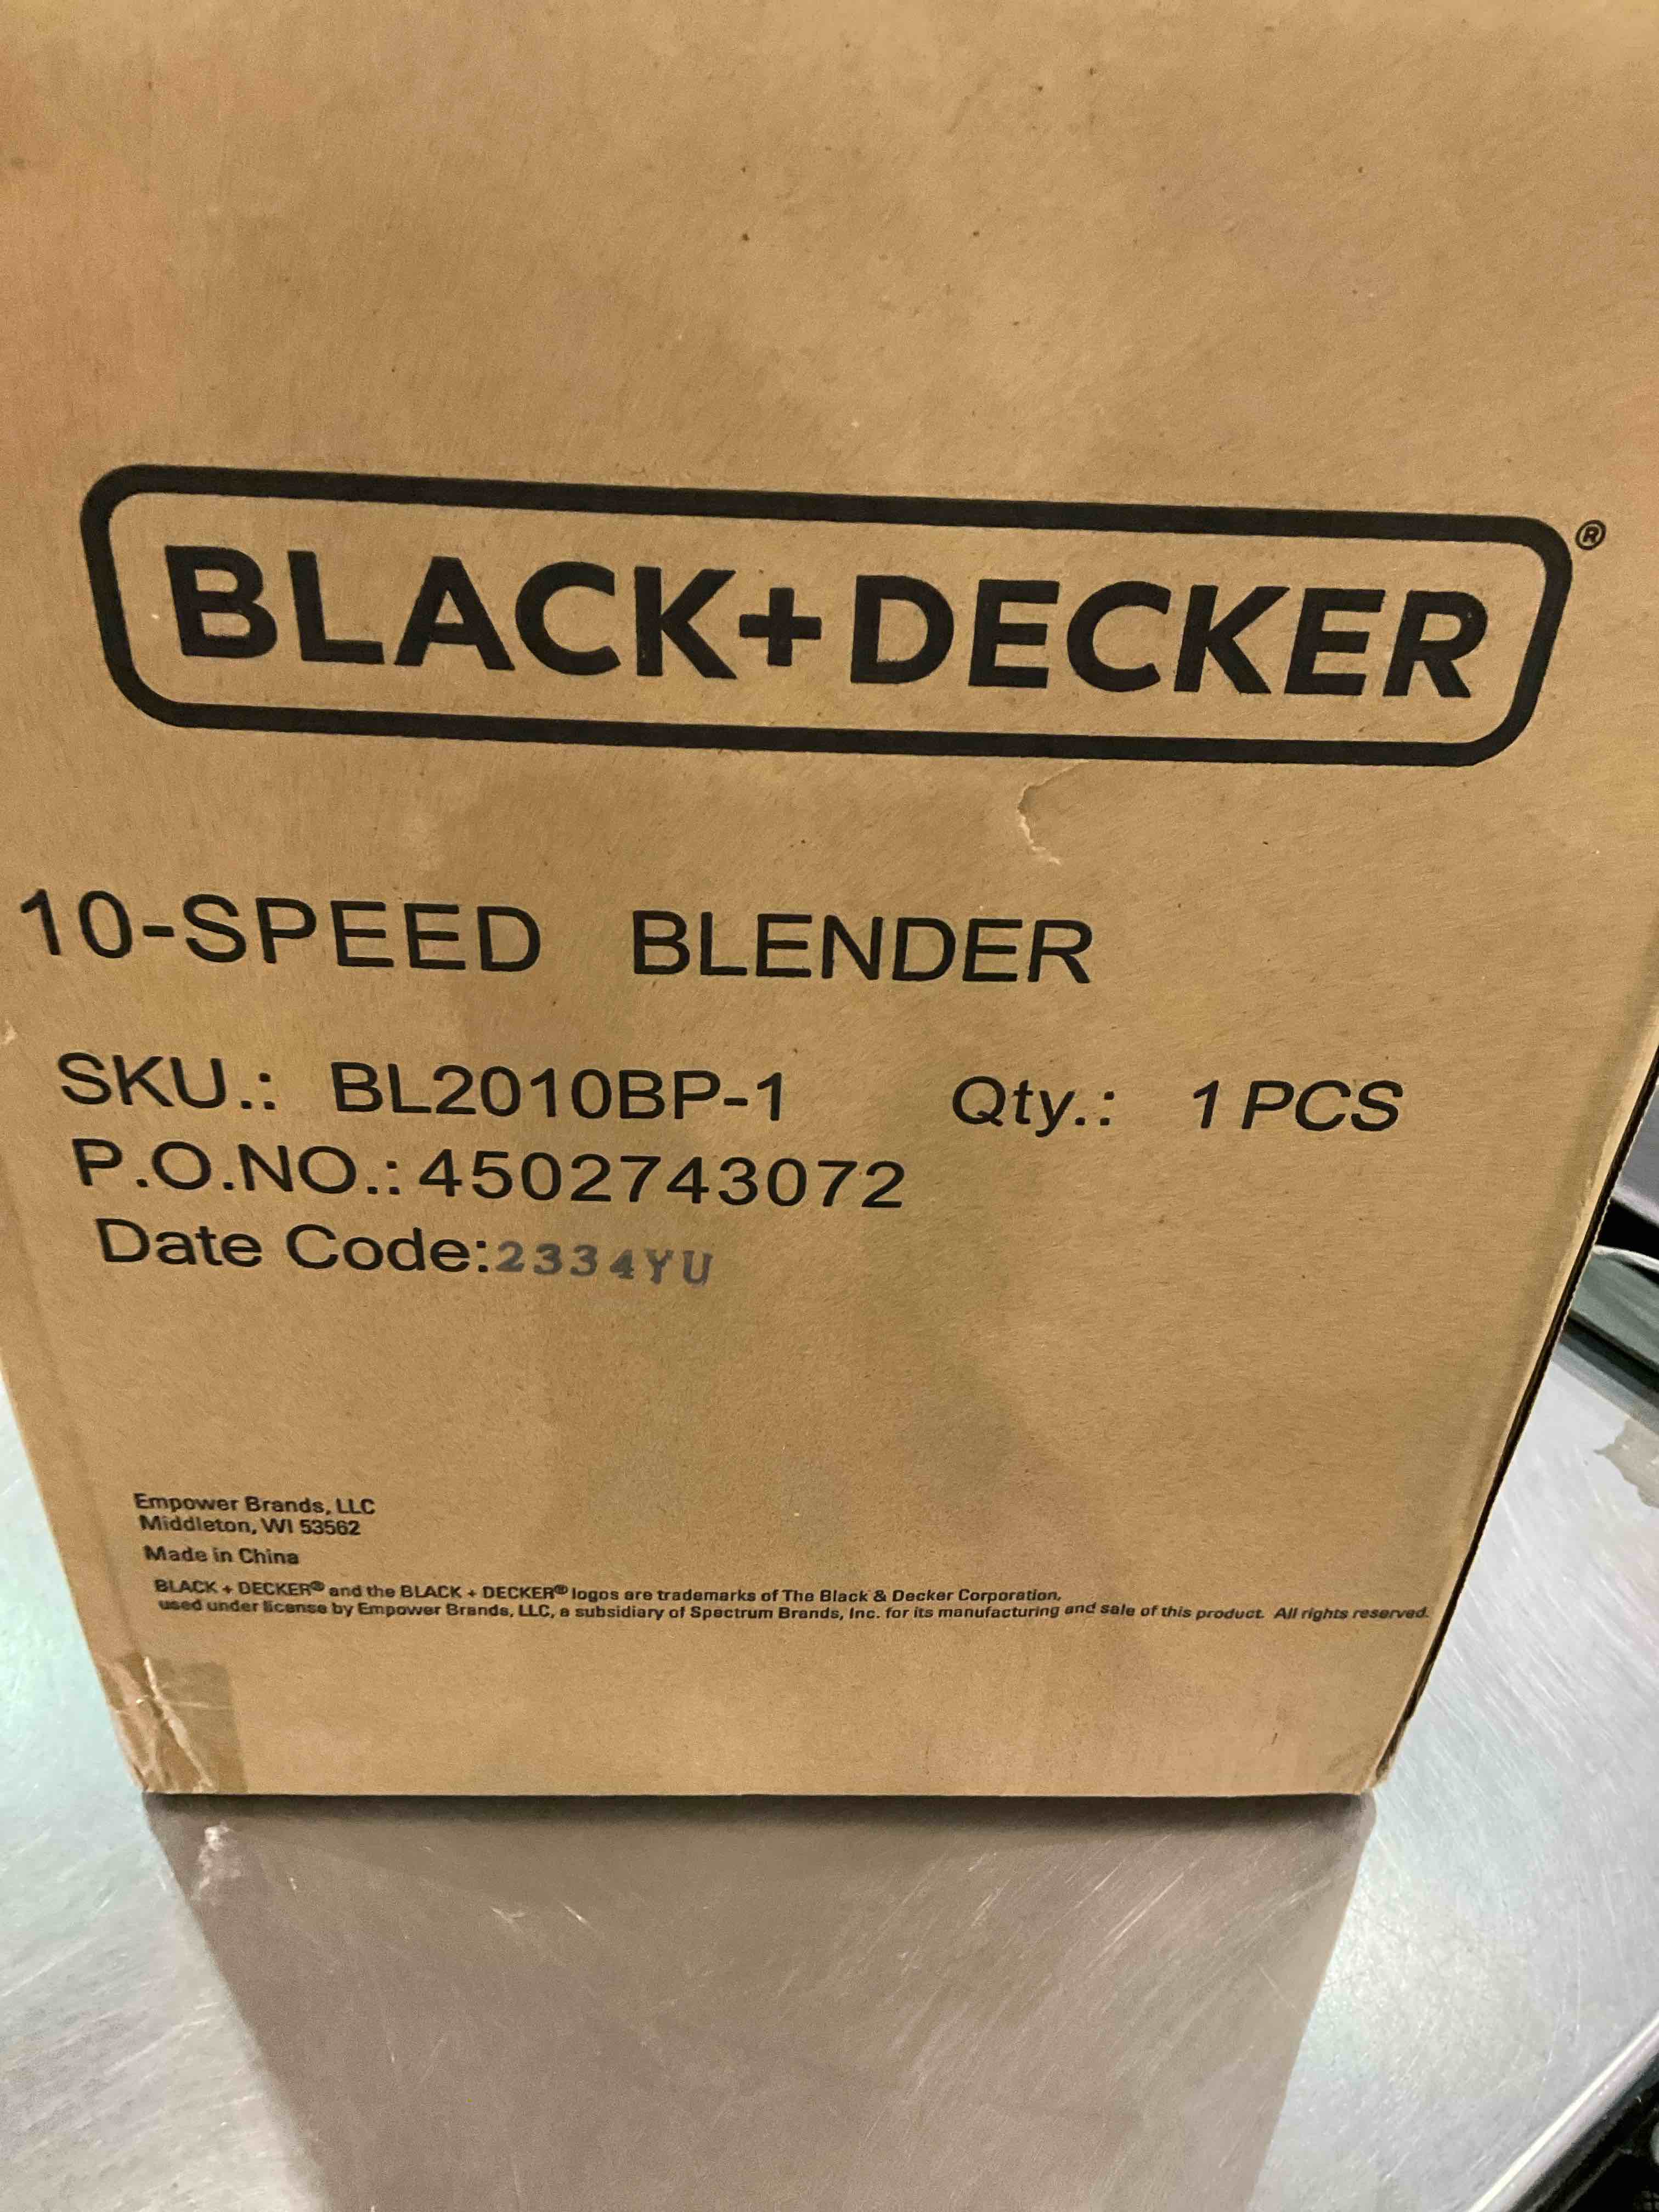 BLACK+DECKER®
10-SPEED BLENDER
SKU.: BL2010BP-1 Qty.: 1 PCS
P.O.NO.: 4502743072
Date Code: 2334YU
Empower Brands, LLC
Middleton, WI 53562
Made in China
BLACK + DECKER® and the BLACK + DECKER® logos are trademarks of The Black & Decker Corporation,
used under license by Empower Brands, LLC, a subsidiary of Spectrum Brands, Inc. for its manufacturing and sale of this product. All rights reserved.